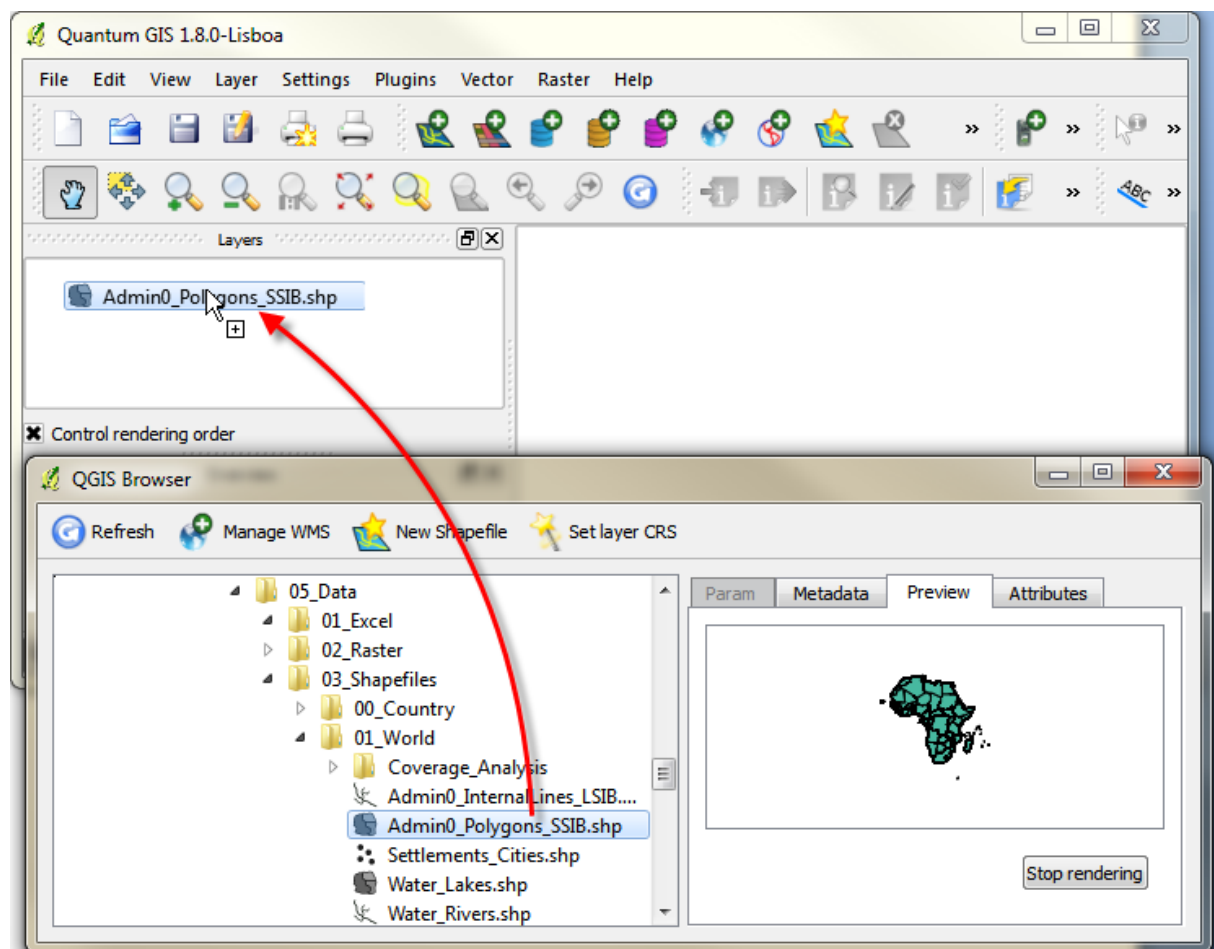 Quantum GIS 1.8.0-Lisboa
File Edit View Layer Settings Plugins Vector Raster Help
Layers
Admin0_Polygons_SSIB.shp
Control rendering order
QGIS Browser
Refresh Manage WMS New Shapefile Set layer CRS
05_Data
01_Excel
02_Raster
03_Shapefiles
00_Country
01_World
Coverage_Analysis
Admin0_InternalLines_LSIB....
Admin0_Polygons_SSIB.shp
Settlements_Cities.shp
Water_Lakes.shp
Water_Rivers.shp
Param Metadata Preview Attributes
Stop rendering